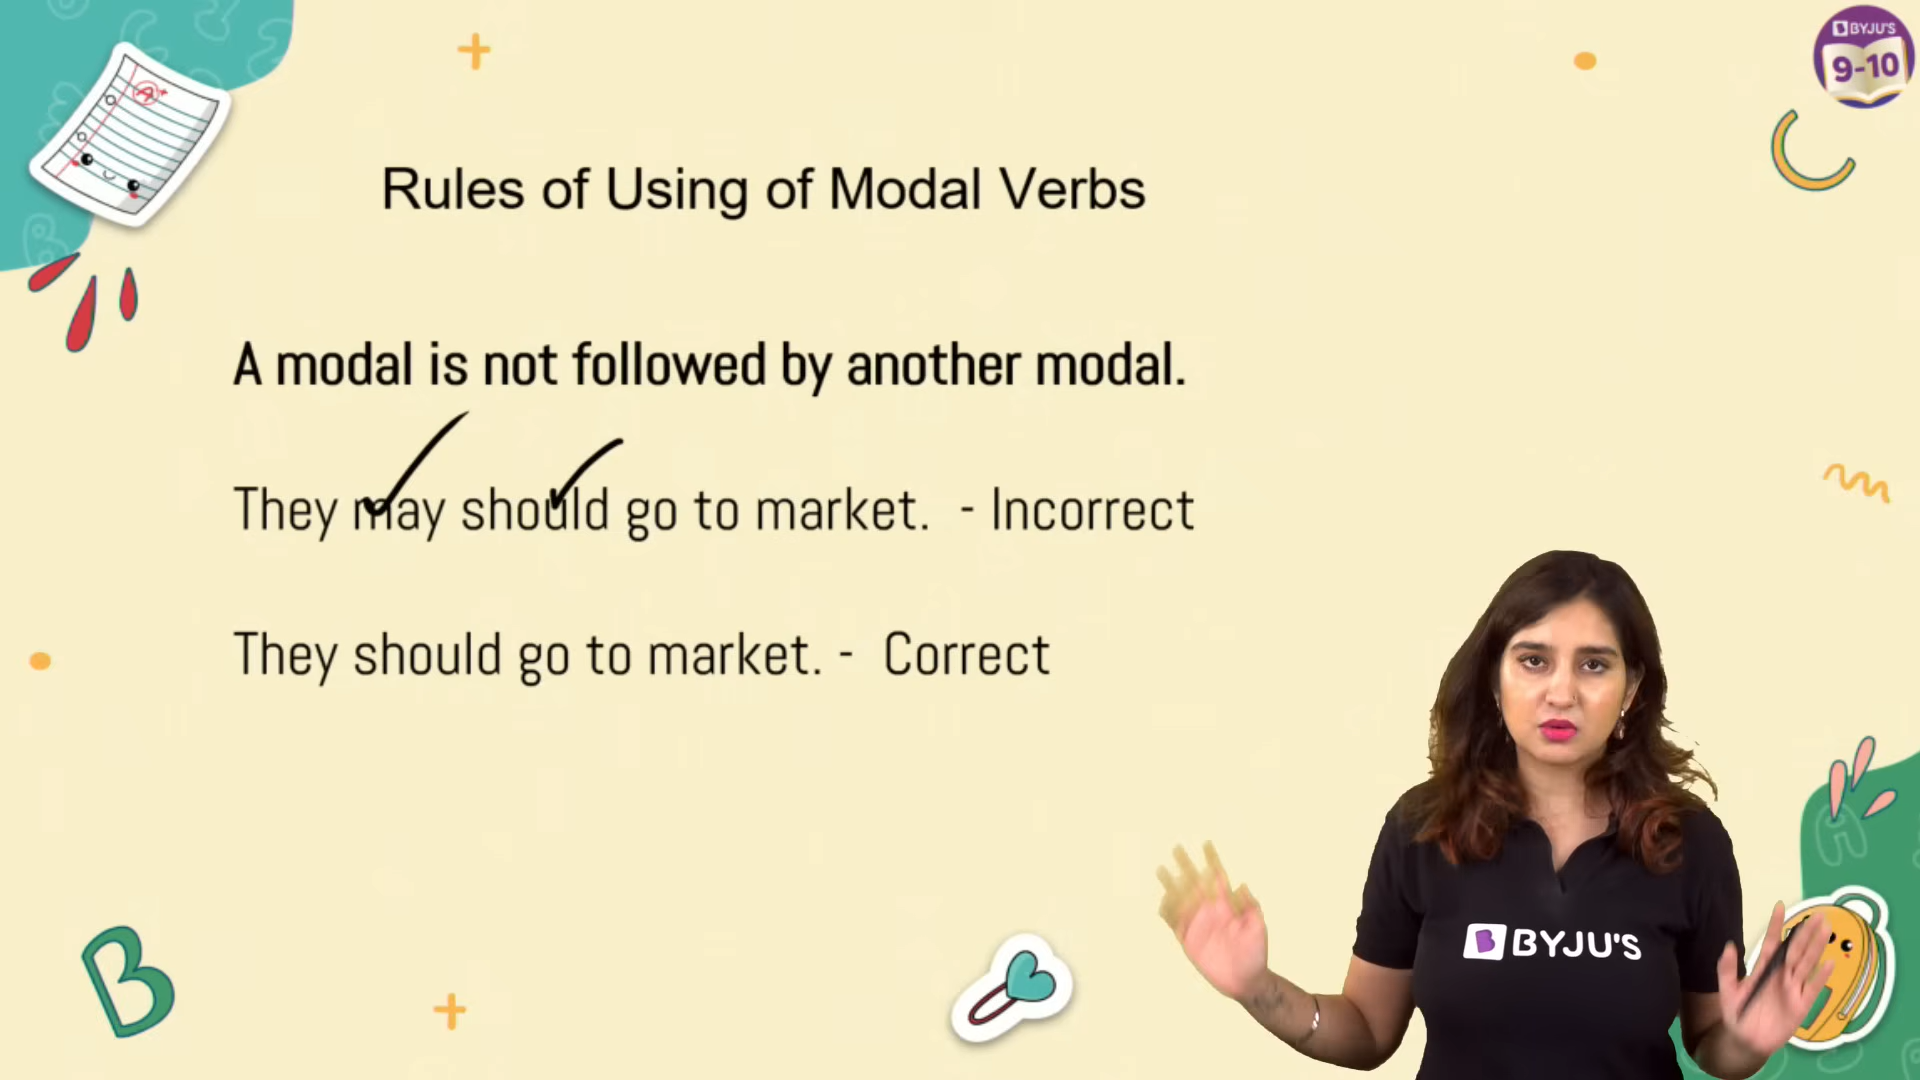 BYJU'S
9-10
Rules of Using of Modal Verbs
A modal is not followed by another modal.
They may should go to market. - Incorrect
They should go to market. - Correct
BYJU'S
B